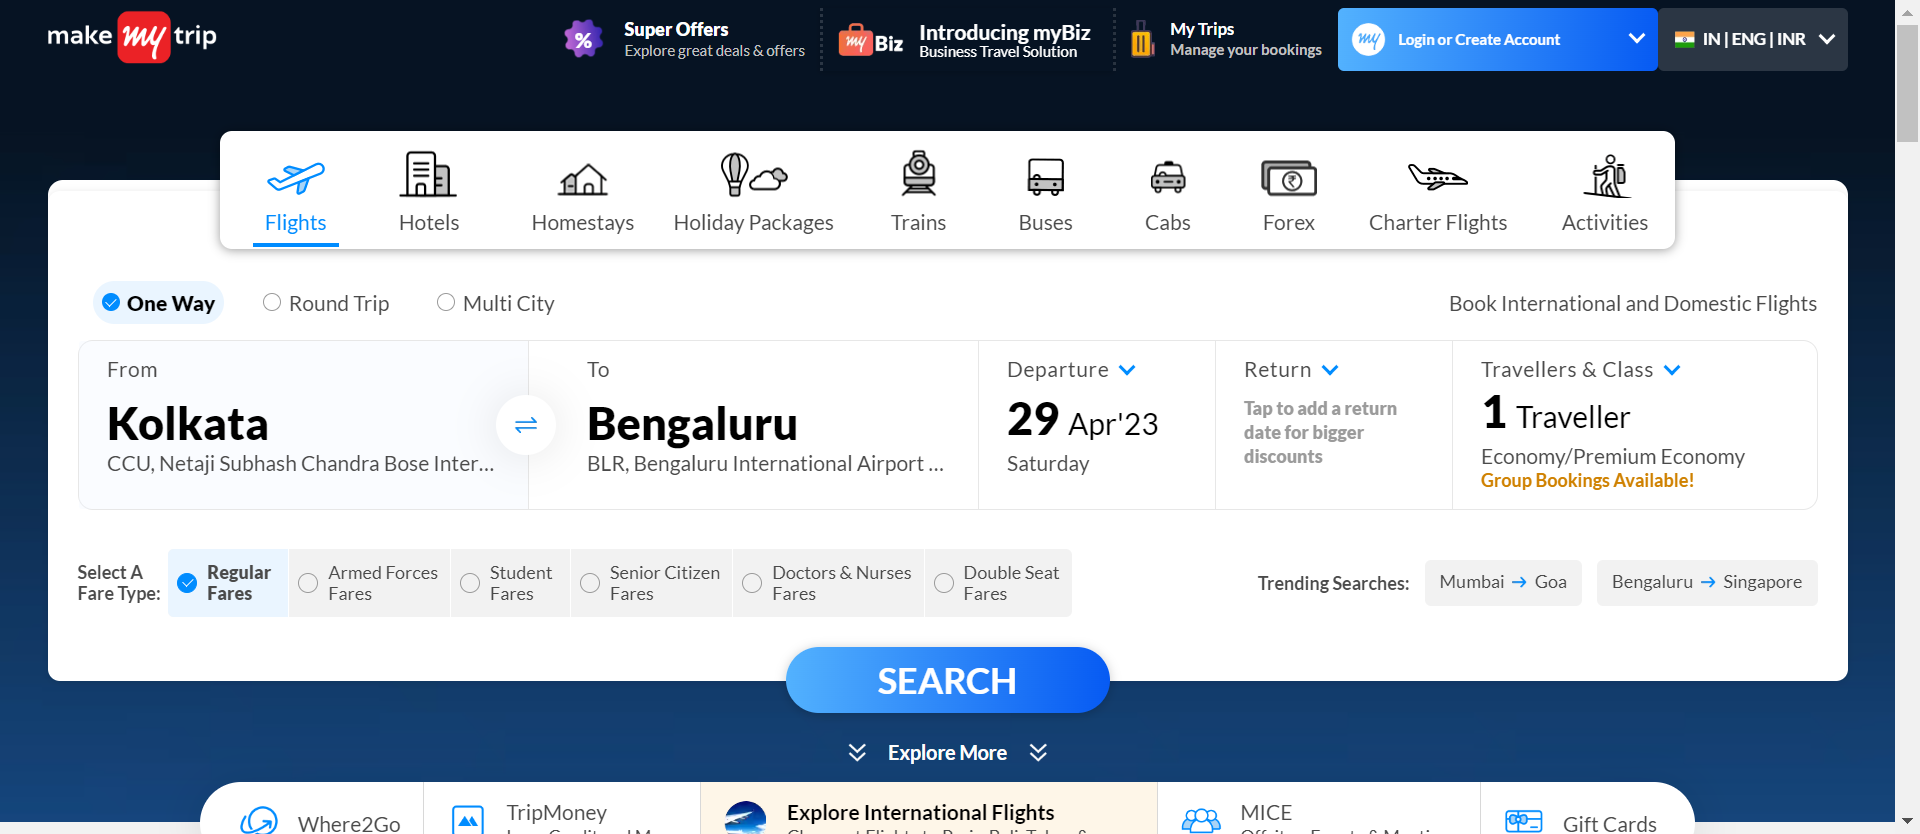 make my trip
%
Super Offers
Explore great deals & offers
my Biz
Introducing myBiz
Business Travel Solution
My Trips
Manage your bookings
my
Login or Create Account
IN | ENG | INR
Flights
Hotels
Homestays
Holiday Packages
Trains
Buses
Cabs
₹
Forex
Charter Flights
Activities
One Way
Round Trip
Multi City
Book International and Domestic Flights
From
Kolkata
CCU, Netaji Subhash Chandra Bose Inter...
To
Bengaluru
BLR, Bengaluru International Airport ...
Departure
29 Apr'23
Saturday
Return
Tap to add a return
date for bigger
discounts
Travellers & Class
1 Traveller
Economy/Premium Economy
Group Bookings Available!
Select A
Fare Type:
Regular
Fares
Armed Forces
Fares
Student
Fares
Senior Citizen
Fares
Doctors & Nurses
Fares
Double Seat
Fares
Trending Searches:
Mumbai → Goa
Bengaluru → Singapore
SEARCH
Explore More
Where2Go
TripMoney
Explore International Flights
MICE
Gift Cards